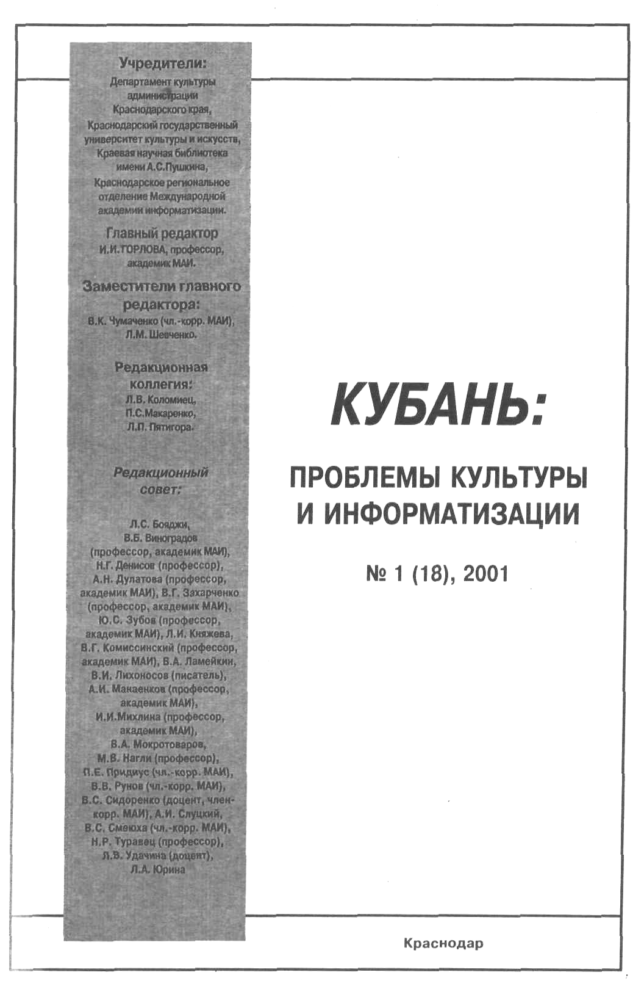 Учредители:
Департамент культуры
администрации
Краснодарского края,
Краснодарский государственный
университет культуры и искусств,
Краевая научная библиотека
имени А.С.Пушкина,
Краснодарское региональное
отделение Международной
академии информатизации.
Главный редактор
И.И.ГОРЛОВА, профессор,
академик МАИ.
Заместители главного
редактора:
В.К. Чумаченко (чл.-корр. МАИ),
Л.М. Шевченко.
Редакционная
коллегия:
Л.В. Коломиец,
П.С.Макаренко,
Л.П. Пятигора.
Редакционный
совет:
Л.С. Бояджи,
В.Б. Виноградов
(профессор, академик МАИ),
Н.Г. Денисов (профессор),
А.Н. Дулатова (профессор,
академик МАИ), В.Г. Захарченко
(профессор, академик МАИ),
Ю.С. Зубов (профессор,
академик МАИ), Л.И. Княжева,
В.Г. Комиссинский (профессор,
академик МАИ), В.А. Ламейкин,
В.И. Лихоносов (писатель),
А.И. Манаенков (профессор,
академик МАИ),
И.И.Михлина (профессор,
академик МАИ),
В.А. Мокротоваров,
М.В. Нагли (профессор),
П.Е. Придиус (чл.-корр. МАИ),
В.В. Рунов (чл.-корр. МАИ),
В.С. Сидоренко (доцент, член-
корр. МАИ), А.И. Слуцкий,
В.С. Смеюха (чл.-корр. МАИ),
Н.Р. Туравец (профессор),
Л.В. Удачина (доцент),
Л.А. Юрина
КУБАНЬ:
ПРОБЛЕМЫ КУЛЬТУРЫ
И ИНФОРМАТИЗАЦИИ
№ 1 (18), 2001
Краснодар